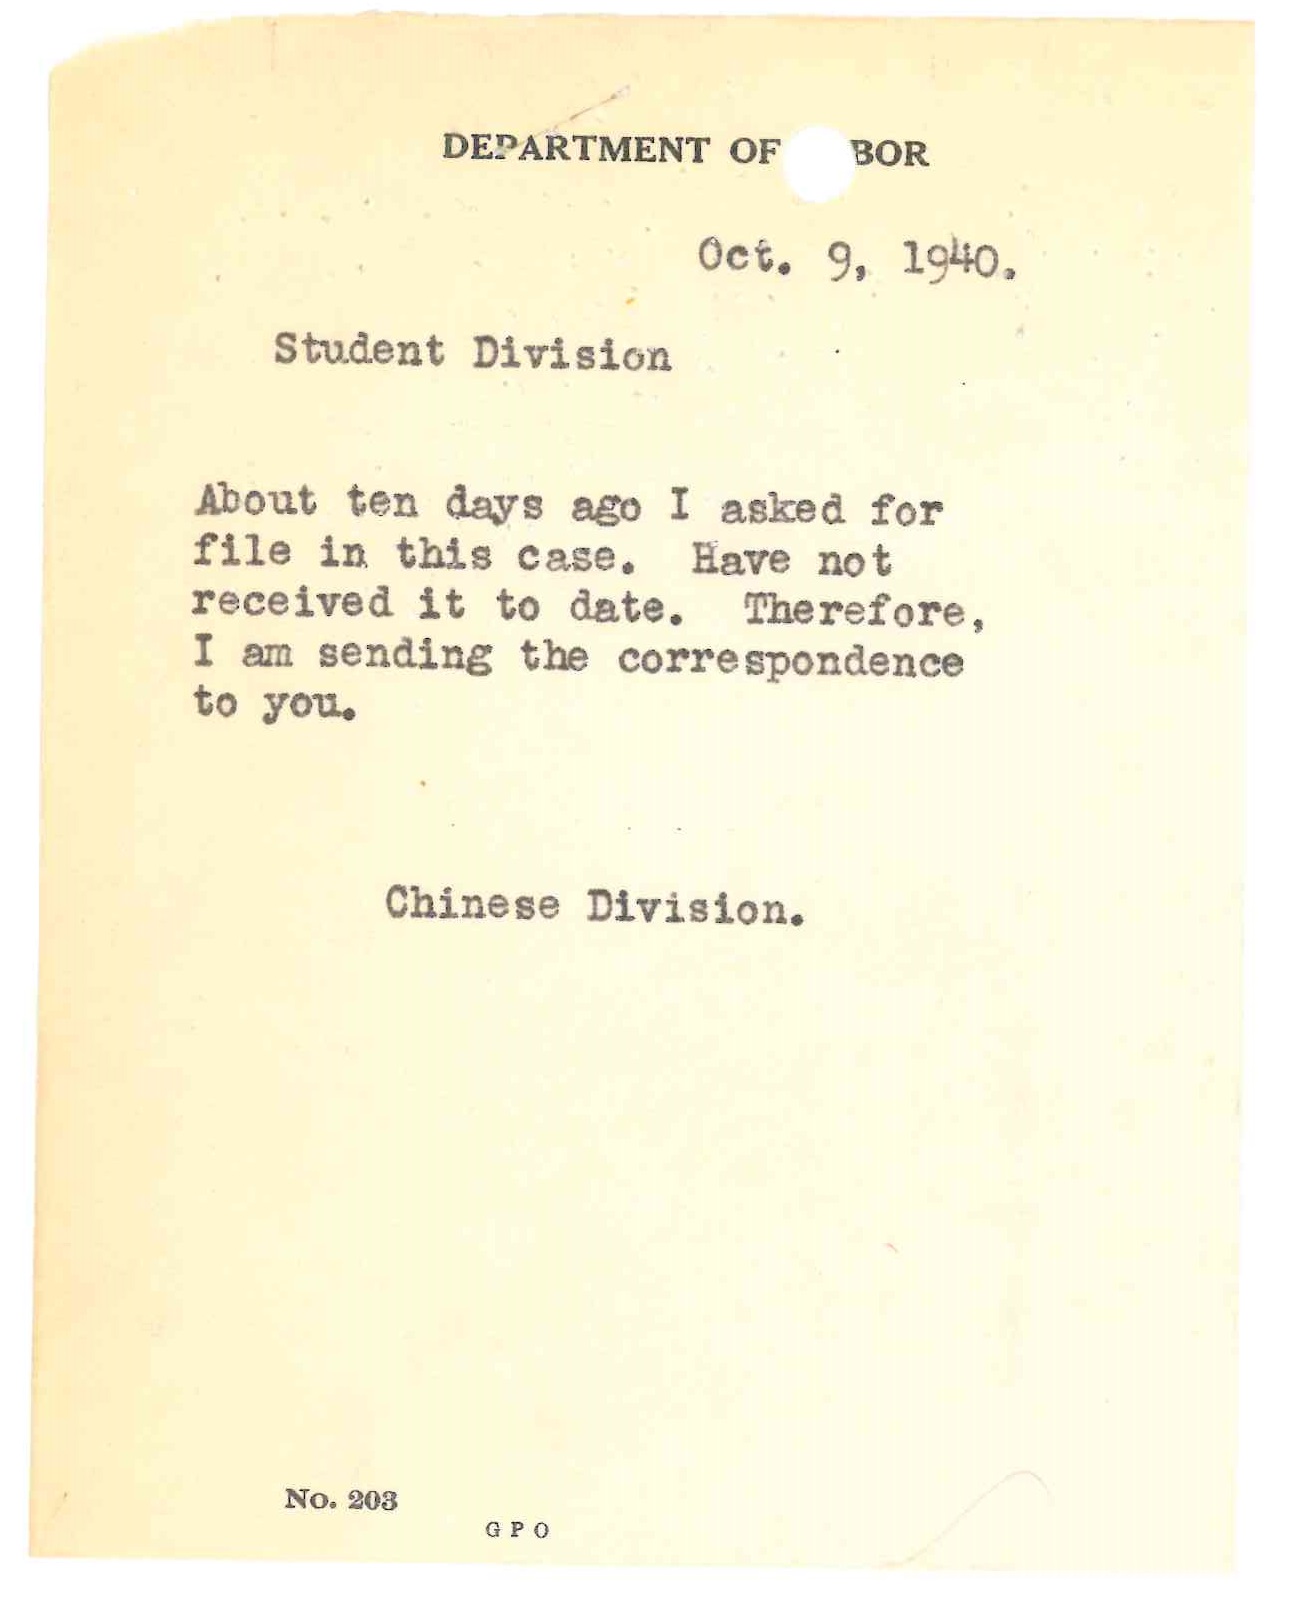 DEPARTMENT OF BOR
Oct. 9, 1940.
Student Division
About ten days ago I asked for
file in this case. Have not
received it to date. Therefore,
I am sending the correspondence
to you.
Chinese Division.
No. 203
GPO